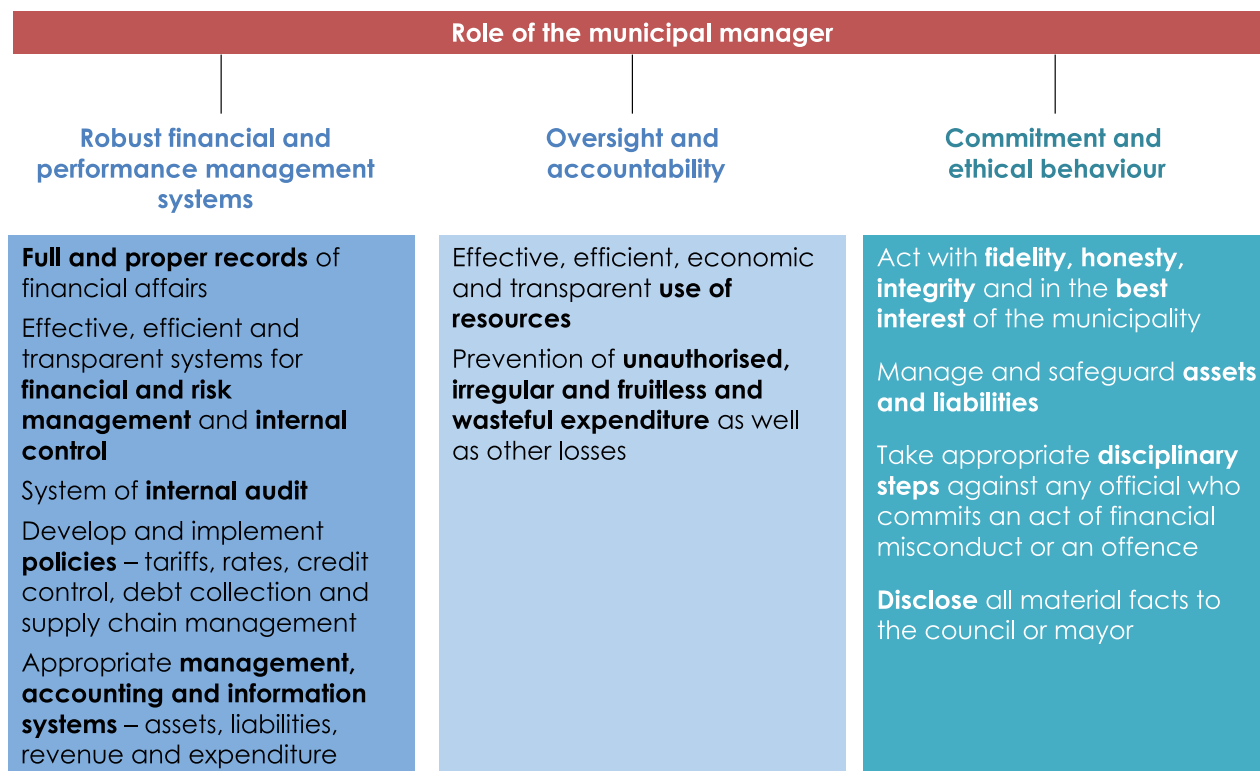 Role of the municipal manager
Robust financial and
performance management
systems
Full and proper records of
financial affairs
Effective, efficient and
transparent systems for
financial and risk
management and internal
control
System of internal audit
Develop and implement
policies – tariffs, rates, credit
control, debt collection and
supply chain management
Appropriate management,
accounting and information
systems – assets, liabilities,
revenue and expenditure
Oversight and
accountability
Effective, efficient, economic
and transparent use of
resources
Prevention of unauthorised,
irregular and fruitless and
wasteful expenditure as well
as other losses
Commitment and
ethical behaviour
Act with fidelity, honesty,
integrity and in the best
interest of the municipality
Manage and safeguard assets
and liabilities
Take appropriate disciplinary
steps against any official who
commits an act of financial
misconduct or an offence
Disclose all material facts to
the council or mayor